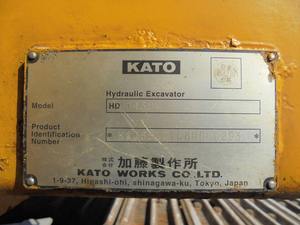 KATO
Hydraulic Excavator
Model HD
Product
Identification
Number
株式会社 加藤製作所
KATO WORKS CO.,LTD.
1-9-37, Higashi-ohi, shinagawa-ku, Tokyo, Japan